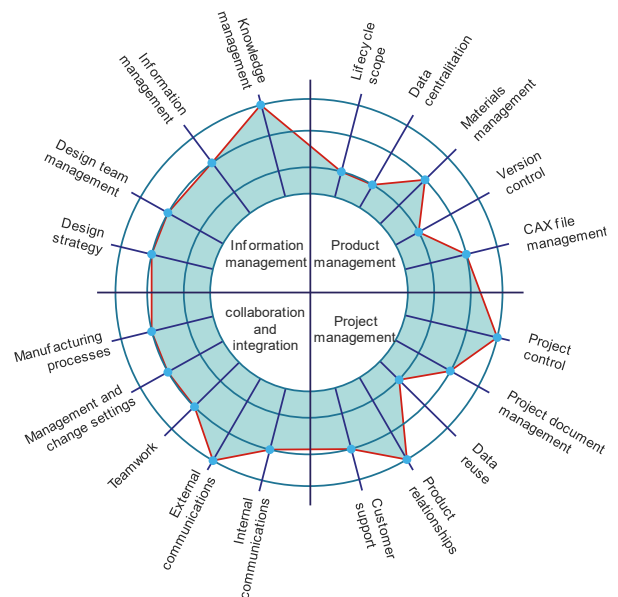 Knowledge
management
Lifecycle
scope
Data
centralitation
Materials
management
Version
control
CAX file
management
Project
control
Project document
management
Data
reuse
Product
relationships
Customer
support
Internal
communications
External
communications
Teamwork
Management and
change settings
Manufacturing
processes
Design
strategy
Design team
management
Information
management
Information
management
Product
management
collaboration
and
integration
Project
management